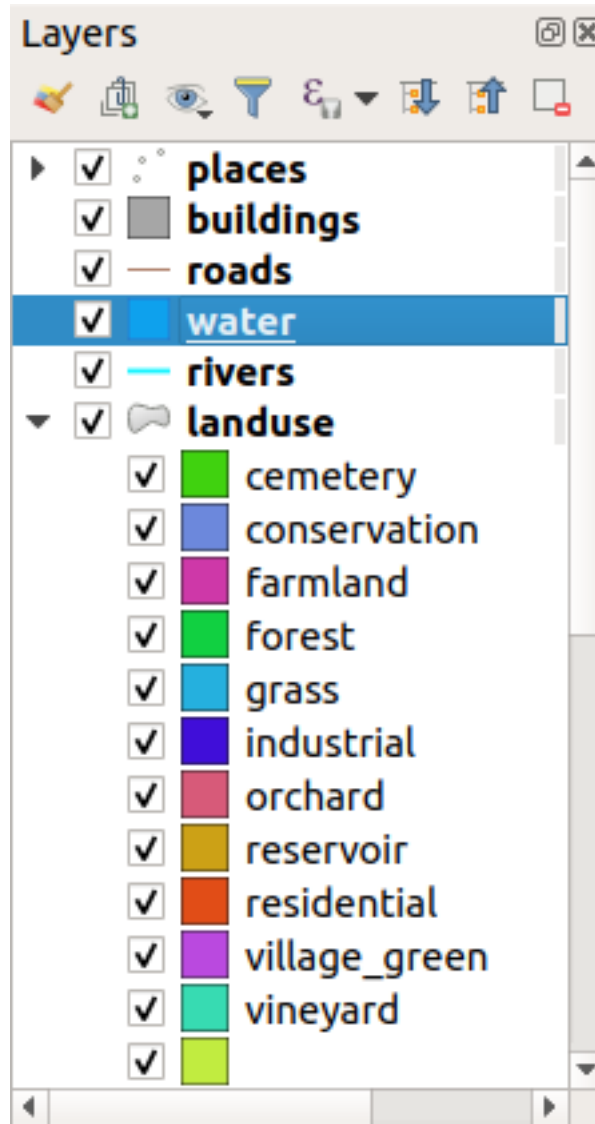 Layers
places
buildings
roads
water
rivers
landuse
cemetery
conservation
farmland
forest
grass
industrial
orchard
reservoir
residential
village_green
vineyard